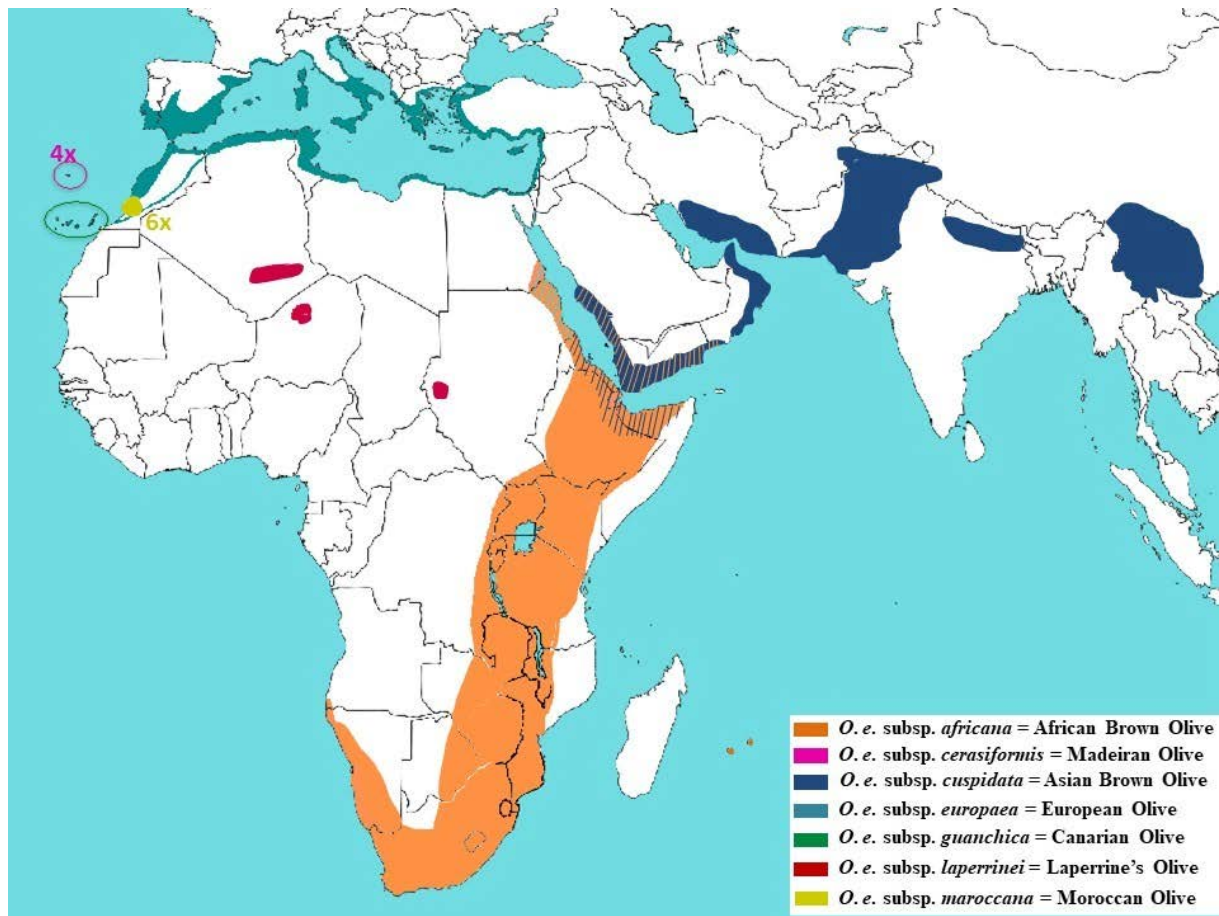 4x
6x
O. e. subsp. africana = African Brown Olive
O. e. subsp. cerasiformis = Madeiran Olive
O. e. subsp. cuspidata = Asian Brown Olive
O. e. subsp. europaea = European Olive
O. e. subsp. guanchica = Canarian Olive
O. e. subsp. laperrinei = Laperrine's Olive
O. e. subsp. maroccana = Moroccan Olive